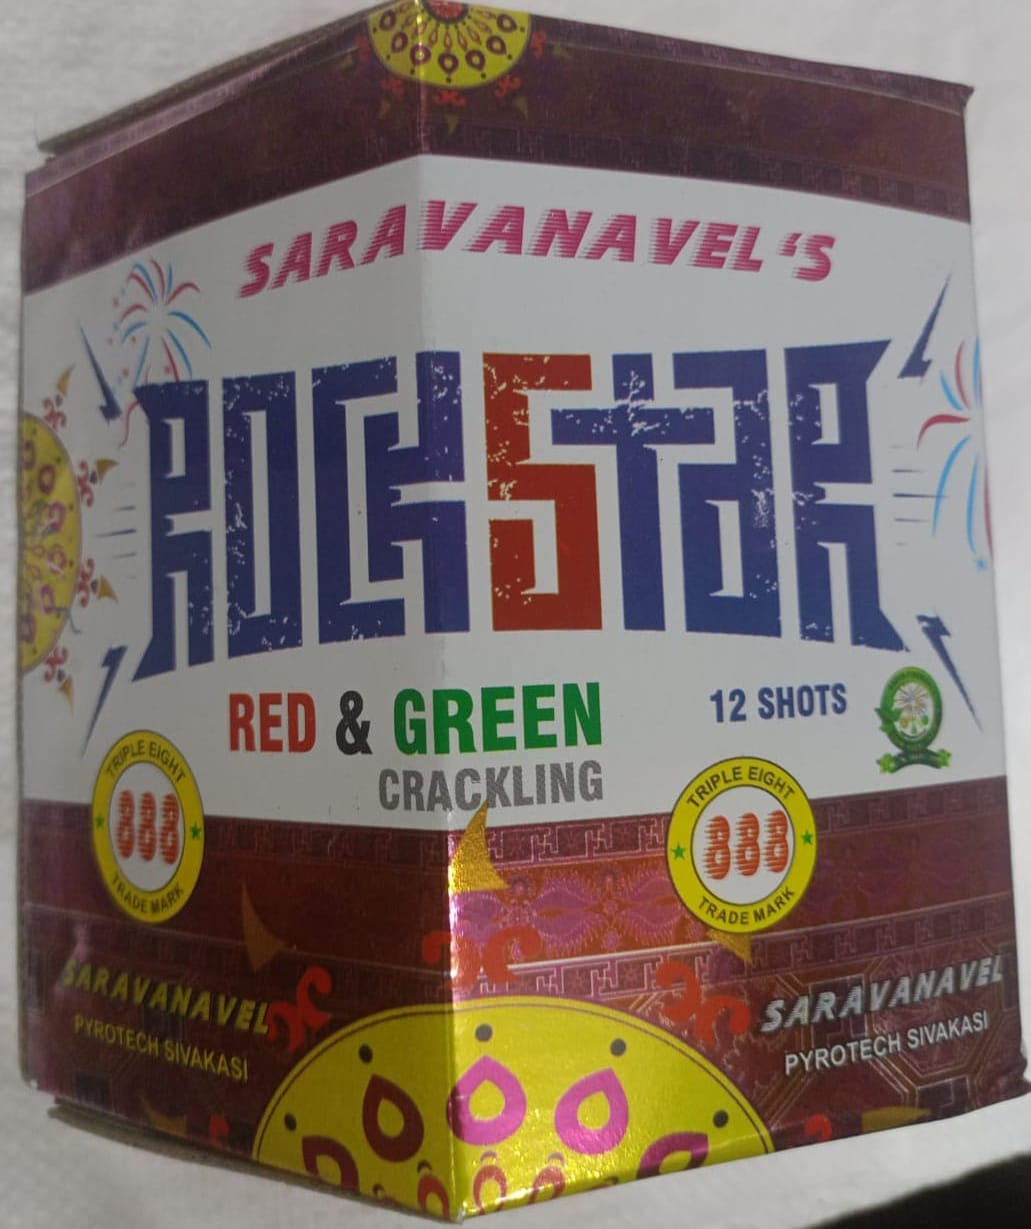 SARAVANAVEL 'S
ROCKSTAR
RED & GREEN
12 SHOTS
CRACKLING
TRIPLE EIGHT
888
TRADE MARK
TRIPLE EIGHT
888
TRADE MARK
SARAVANAVEL
PYROTECH SIVAKASI
SARAVANAVEL
PYROTECH SIVAKASI